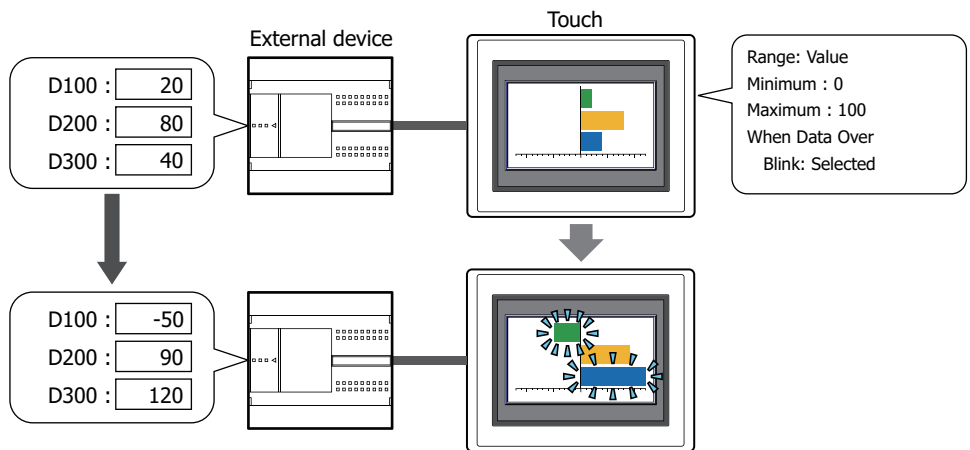 External device
Touch
D100 : 20
D200 : 80
D300 : 40
Range: Value
Minimum : 0
Maximum : 100
When Data Over
Blink: Selected
D100 : -50
D200 : 90
D300 : 120